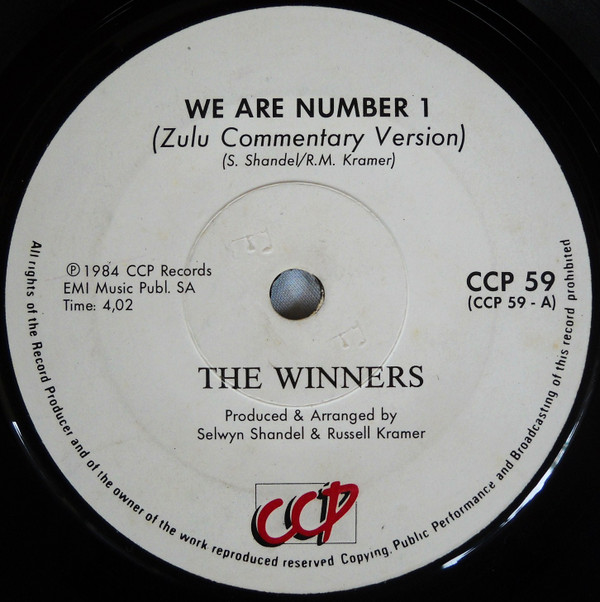 WE ARE NUMBER 1
(Zulu Commentary Version)
(S. Shandel/R.M. Kramer)
℗ 1984 CCP Records
EMI Music Publ. SA
Time: 4,02
CCP 59
(CCP 59 - A)
THE WINNERS
Produced & Arranged by
Selwyn Shandel & Russell Kramer
CCP
All rights of the Record Producer and of the owner of the work reproduced reserved Copying, Public Performance and Broadcasting of this record prohibited